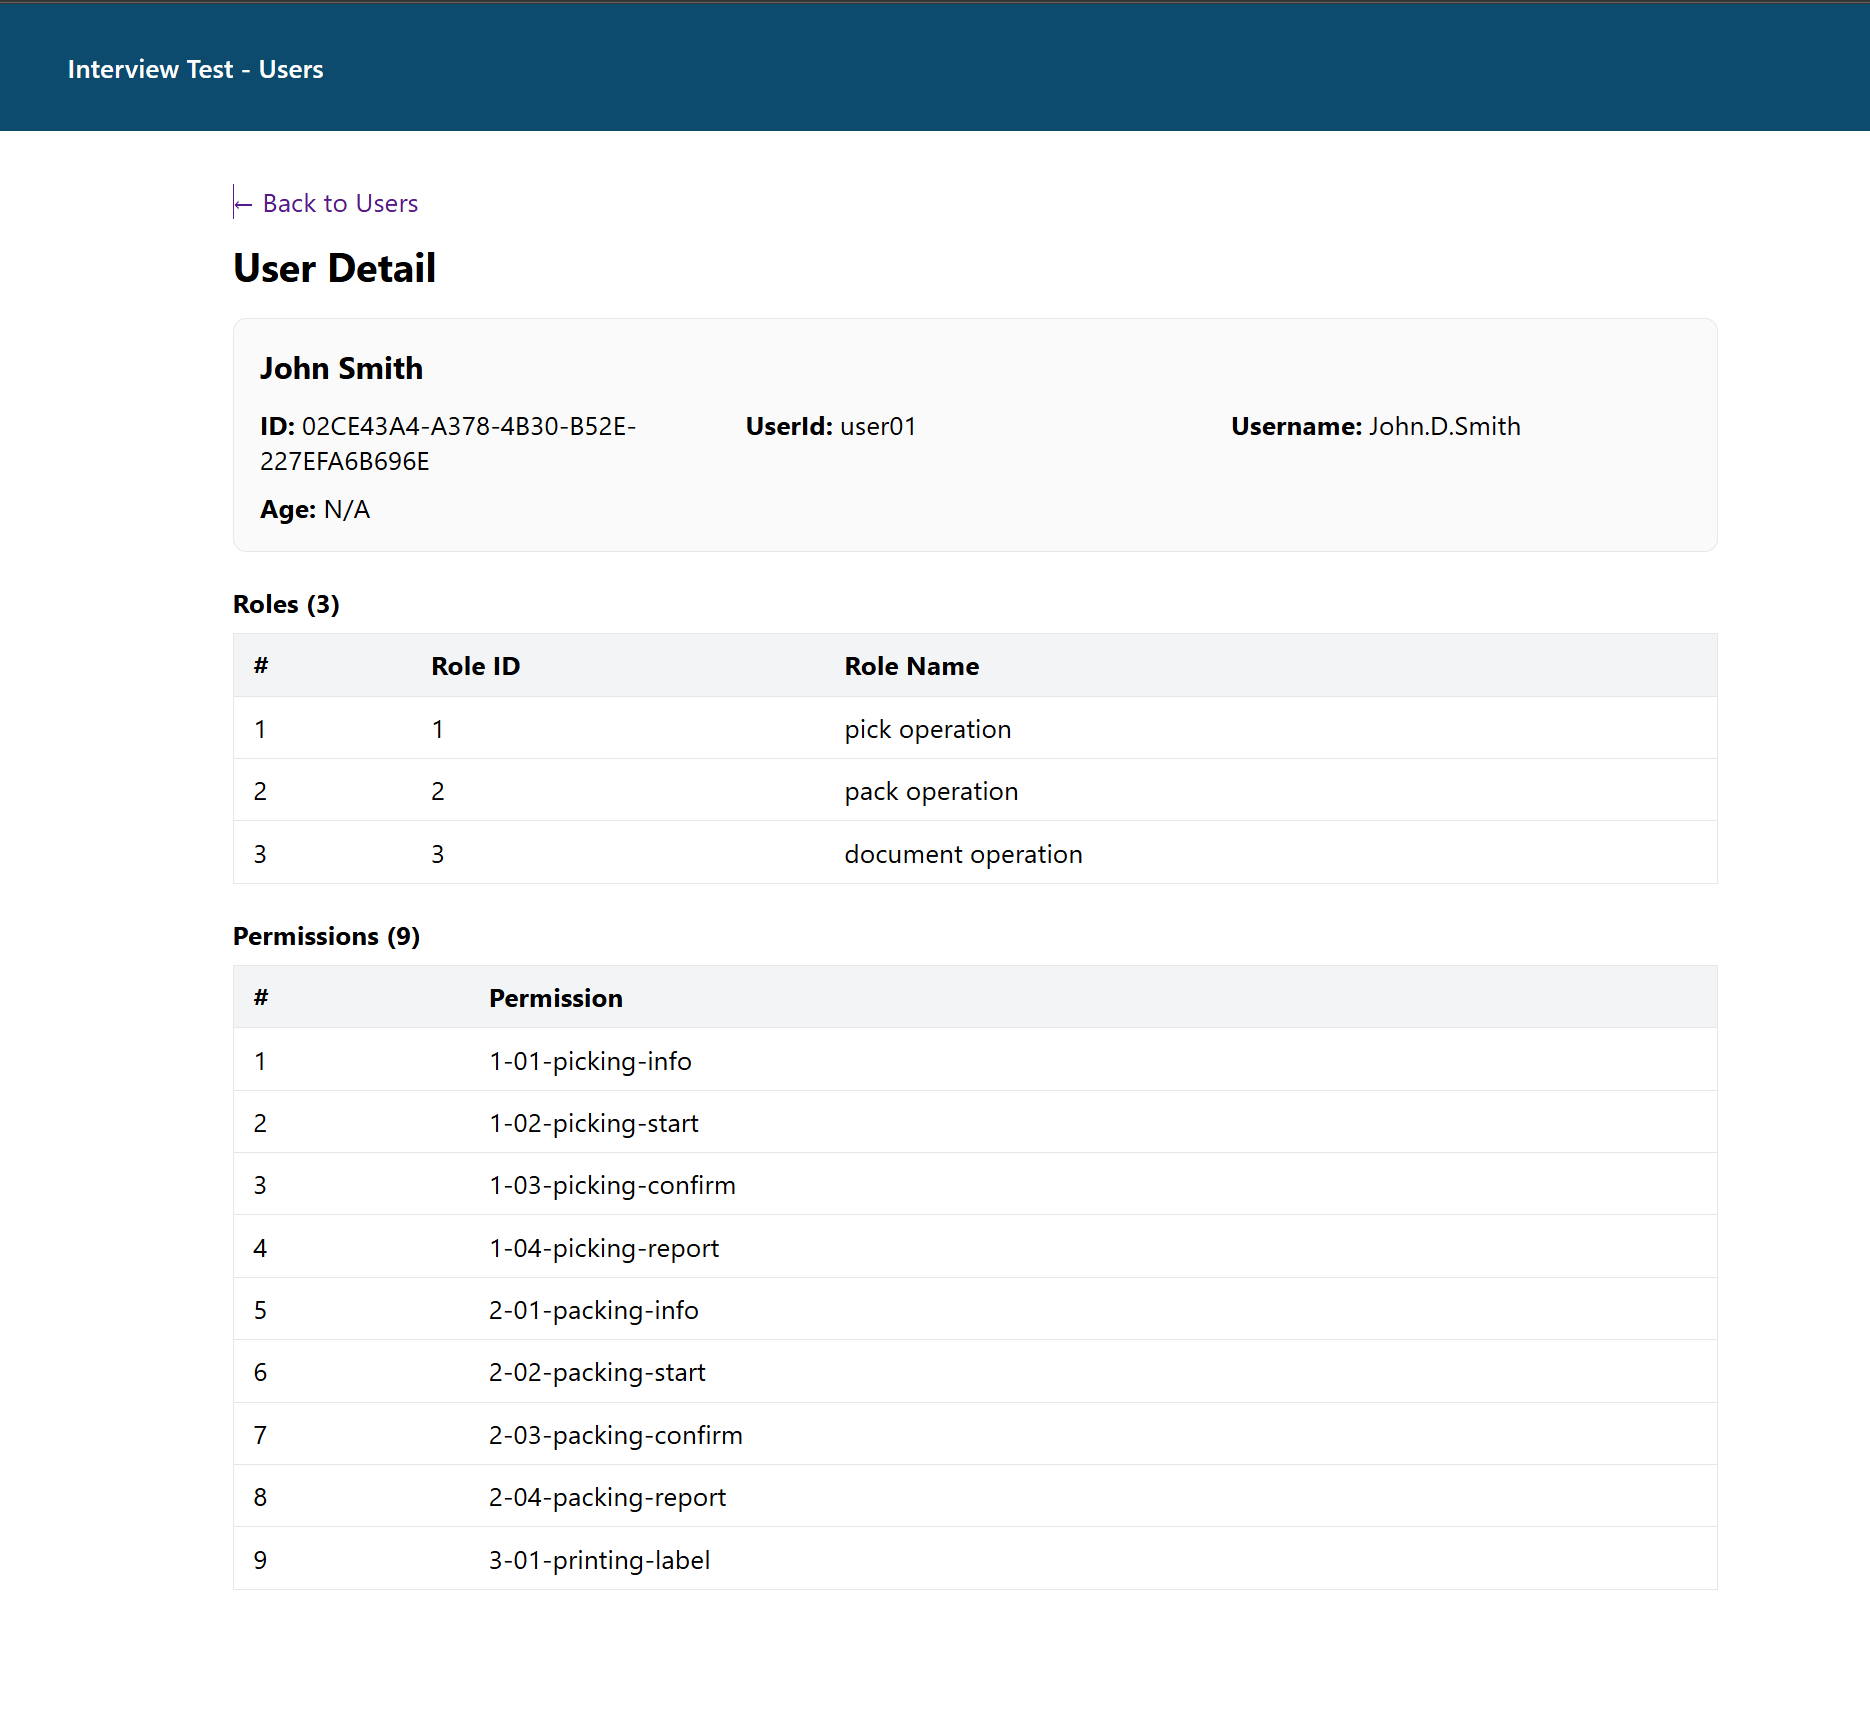 Interview Test - Users
← Back to Users
User Detail
John Smith
ID: 02CE43A4-A378-4B30-B52E-
227EFA6B696E
UserId: user01
Username: John.D.Smith
Age: N/A
Roles (3)
# Role ID Role Name
1 1 pick operation
2 2 pack operation
3 3 document operation
Permissions (9)
# Permission
1 1-01-picking-info
2 1-02-picking-start
3 1-03-picking-confirm
4 1-04-picking-report
5 2-01-packing-info
6 2-02-packing-start
7 2-03-packing-confirm
8 2-04-packing-report
9 3-01-printing-label